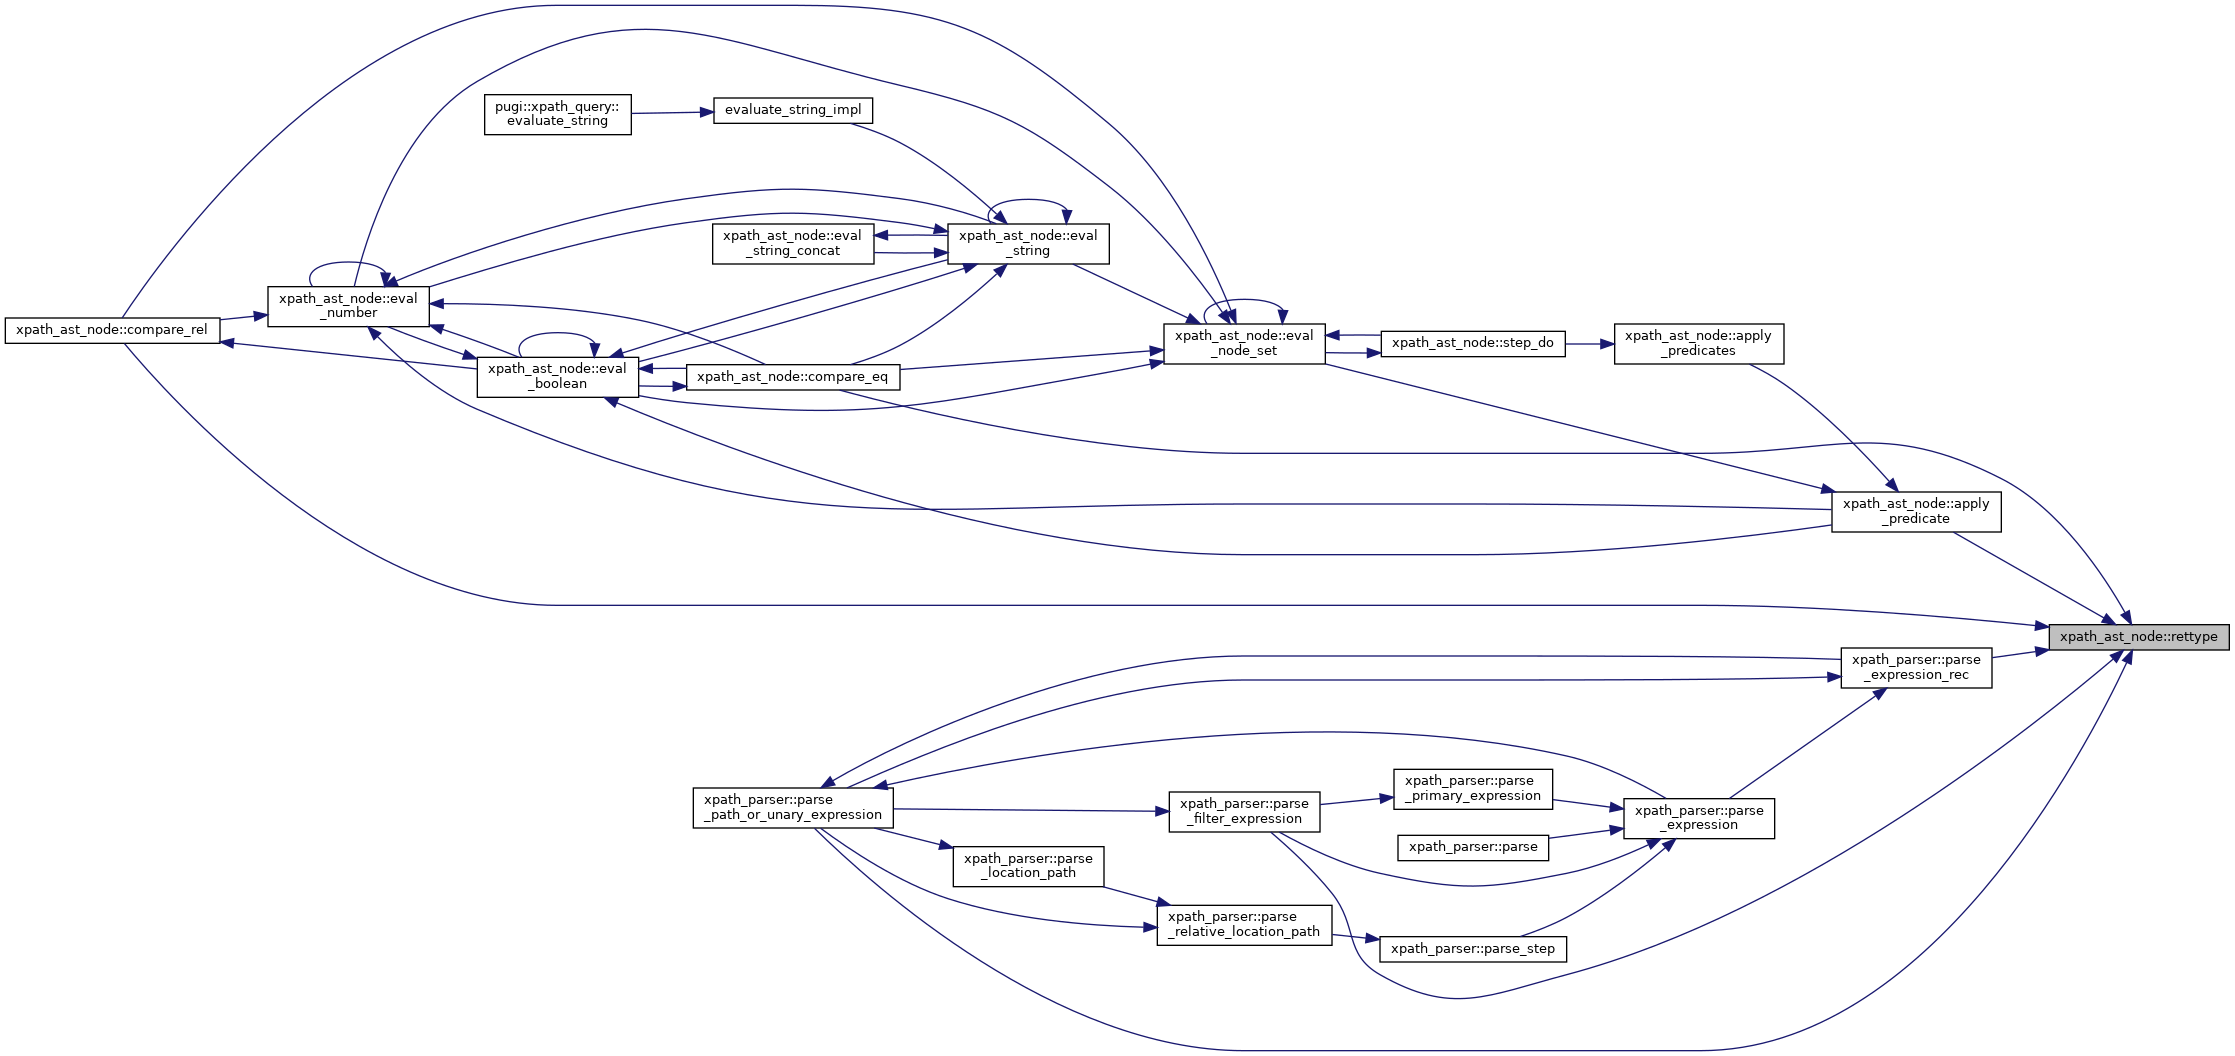 pugi::xpath_query::
evaluate_string
evaluate_string_impl
xpath_ast_node::eval
_string_concat
xpath_ast_node::eval
_string
xpath_ast_node::eval
_number
xpath_ast_node::compare_rel
xpath_ast_node::eval
_boolean
xpath_ast_node::compare_eq
xpath_ast_node::eval
_node_set
xpath_ast_node::step_do
xpath_ast_node::apply
_predicates
xpath_ast_node::apply
_predicate
xpath_ast_node::rettype
xpath_parser::parse
_expression_rec
xpath_parser::parse
_path_or_unary_expression
xpath_parser::parse
_filter_expression
xpath_parser::parse
_primary_expression
xpath_parser::parse
_expression
xpath_parser::parse
xpath_parser::parse
_location_path
xpath_parser::parse
_relative_location_path
xpath_parser::parse_step